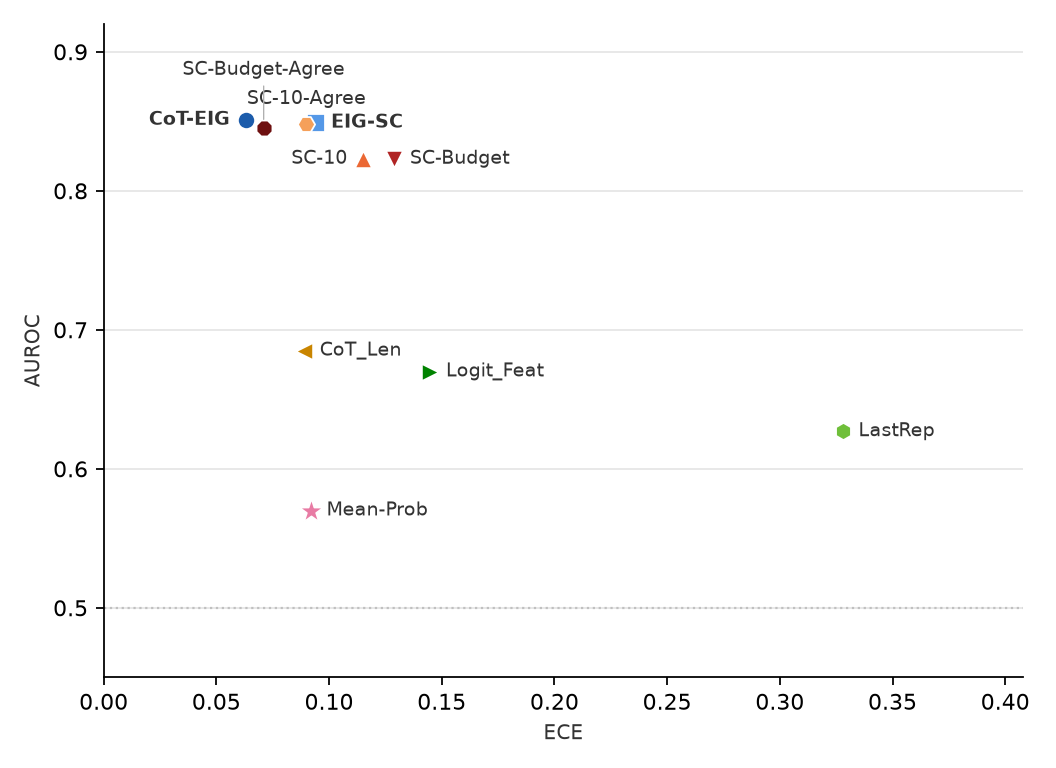 0.9
SC-Budget-Agree
SC-10-Agree
CoT-EIG
EIG-SC
SC-10
SC-Budget
0.8
0.7
CoT_Len
Logit_Feat
LastRep
0.6
Mean-Prob
0.5
AUROC
0.00 0.05 0.10 0.15 0.20 0.25 0.30 0.35 0.40
ECE